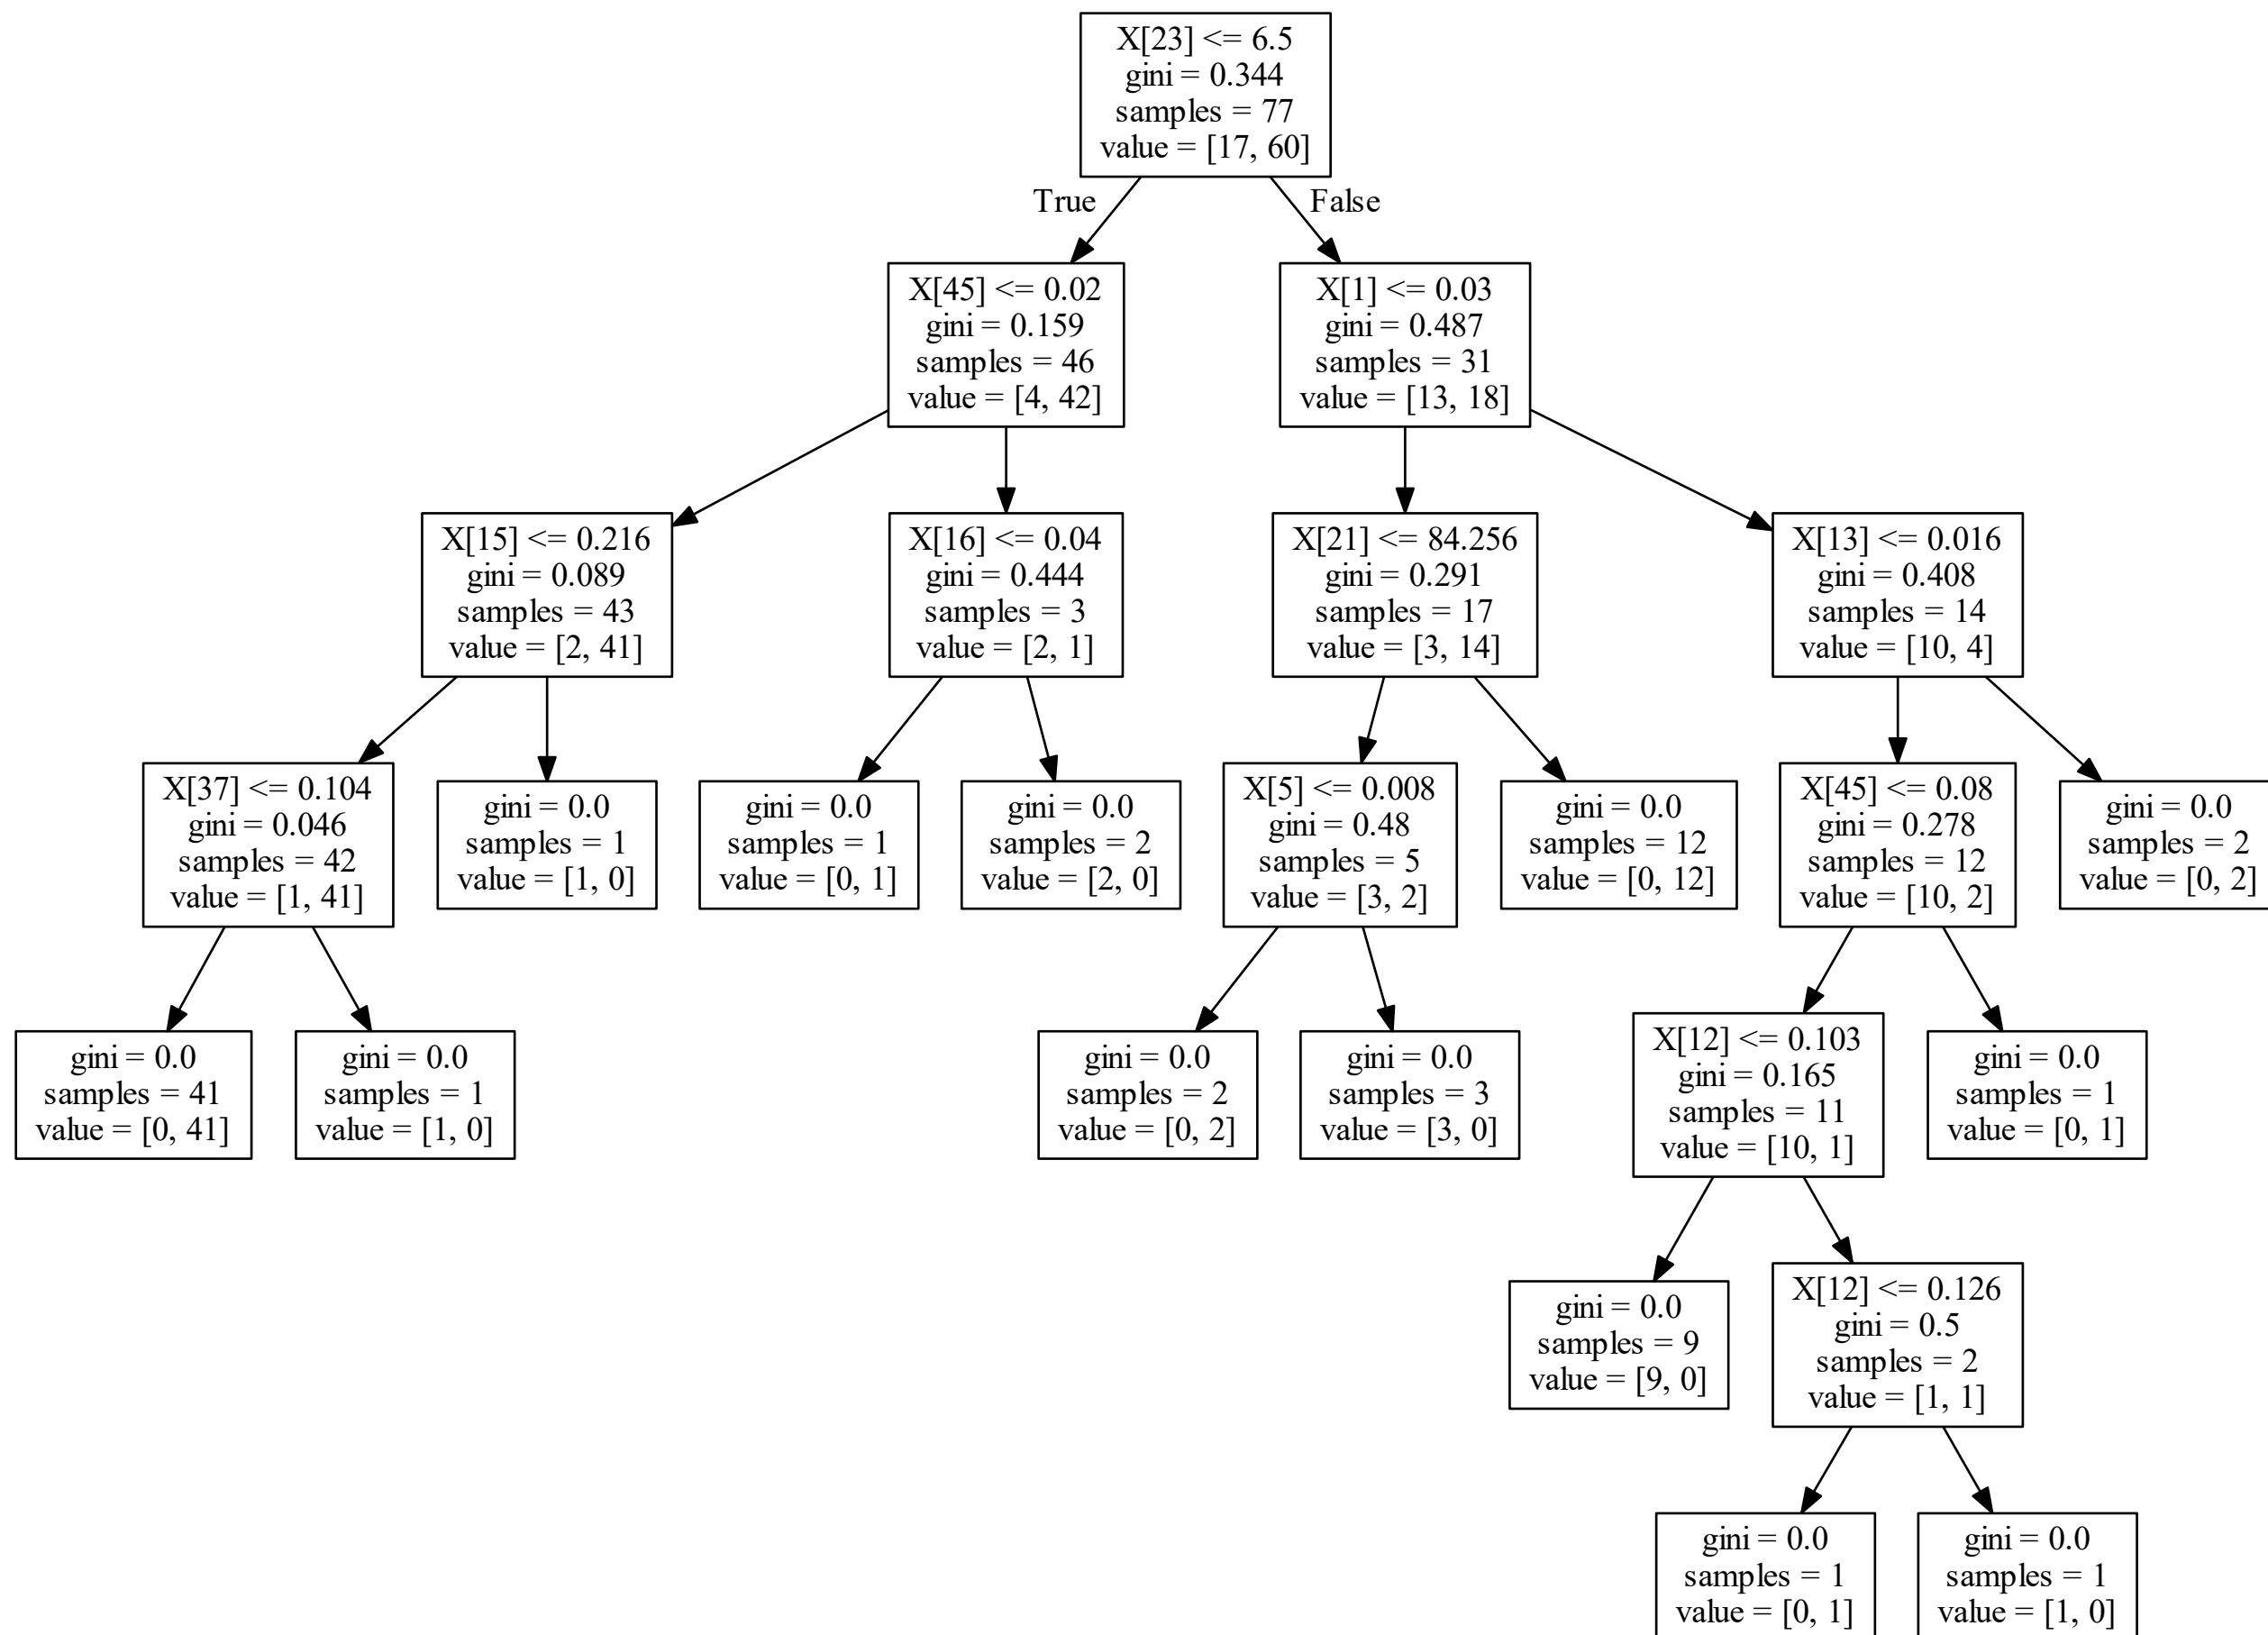 X[23] <= 6.5
gini = 0.344
samples = 77
value = [17, 60]
True
False
X[45] <= 0.02
gini = 0.159
samples = 46
value = [4, 42]
X[1] <= 0.03
gini = 0.487
samples = 31
value = [13, 18]
X[15] <= 0.216
gini = 0.089
samples = 43
value = [2, 41]
X[16] <= 0.04
gini = 0.444
samples = 3
value = [2, 1]
X[21] <= 84.256
gini = 0.291
samples = 17
value = [3, 14]
X[13] <= 0.016
gini = 0.408
samples = 14
value = [10, 4]
X[37] <= 0.104
gini = 0.046
samples = 42
value = [1, 41]
gini = 0.0
samples = 1
value = [1, 0]
gini = 0.0
samples = 1
value = [0, 1]
gini = 0.0
samples = 2
value = [2, 0]
X[5] <= 0.008
gini = 0.48
samples = 5
value = [3, 2]
gini = 0.0
samples = 12
value = [0, 12]
X[45] <= 0.08
gini = 0.278
samples = 12
value = [10, 2]
gini = 0.0
samples = 2
value = [0, 2]
gini = 0.0
samples = 41
value = [0, 41]
gini = 0.0
samples = 1
value = [1, 0]
gini = 0.0
samples = 2
value = [0, 2]
gini = 0.0
samples = 3
value = [3, 0]
X[12] <= 0.103
gini = 0.165
samples = 11
value = [10, 1]
gini = 0.0
samples = 1
value = [0, 1]
gini = 0.0
samples = 9
value = [9, 0]
X[12] <= 0.126
gini = 0.5
samples = 2
value = [1, 1]
gini = 0.0
samples = 1
value = [0, 1]
gini = 0.0
samples = 1
value = [1, 0]